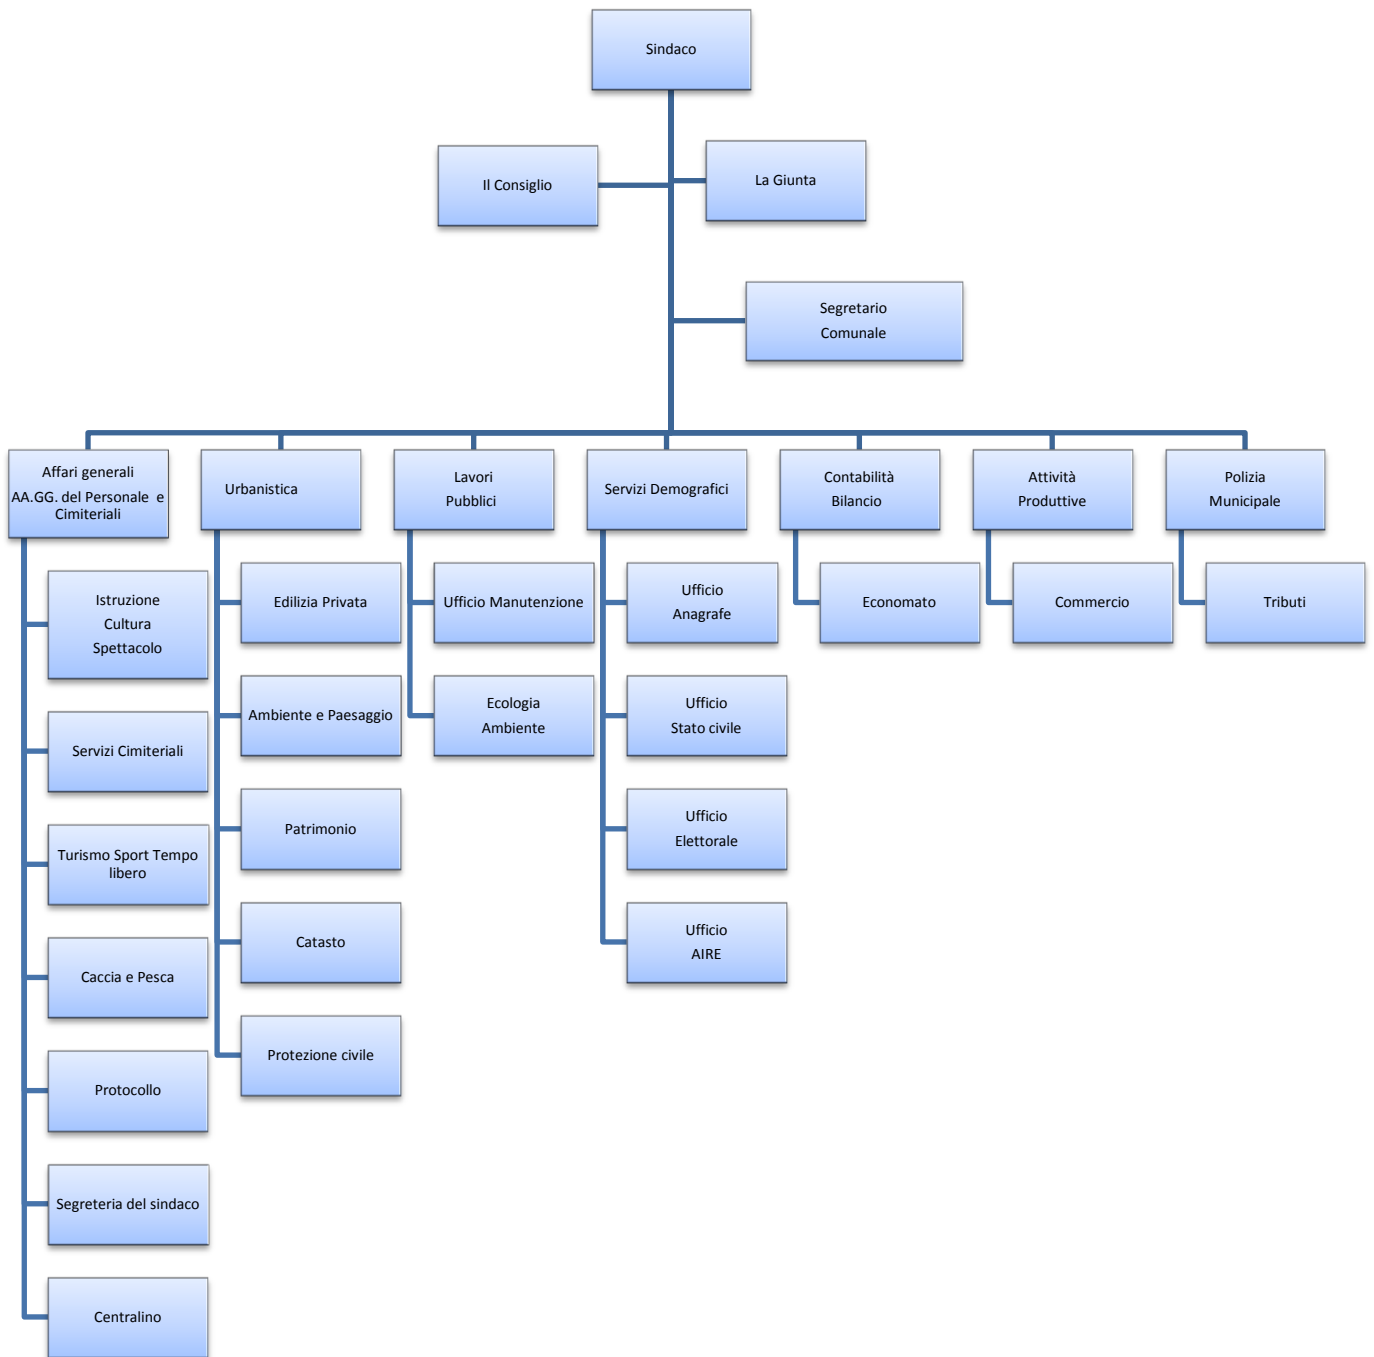 Sindaco
Il Consiglio
La Giunta
Segretario
Comunale
Affari generali
AA.GG. del Personale e
Cimiteriali
Urbanistica
Lavori
Pubblici
Servizi Demografici
Contabilità
Bilancio
Attività
Produttive
Polizia
Municipale
Istruzione
Cultura
Spettacolo
Servizi Cimiteriali
Turismo Sport Tempo
libero
Caccia e Pesca
Protocollo
Segreteria del sindaco
Centralino
Edilizia Privata
Ambiente e Paesaggio
Patrimonio
Catasto
Protezione civile
Ufficio Manutenzione
Ecologia
Ambiente
Ufficio
Anagrafe
Ufficio
Stato civile
Ufficio
Elettorale
Ufficio
AIRE
Economato
Commercio
Tributi